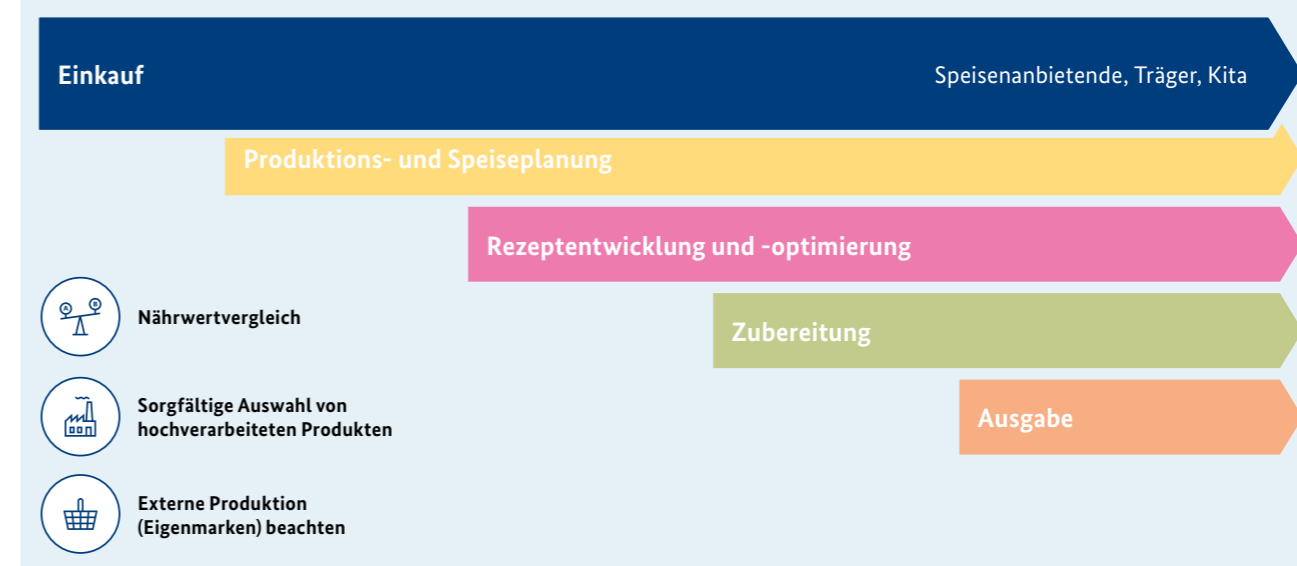 Einkauf
Speisenanbietende, Träger, Kita
Produktions- und Speiseplanung
Rezeptentwicklung und -optimierung
Zubereitung
Ausgabe
A B
Nährwertvergleich
Sorgfältige Auswahl von
hochverarbeiteten Produkten
Externe Produktion
(Eigenmarken) beachten